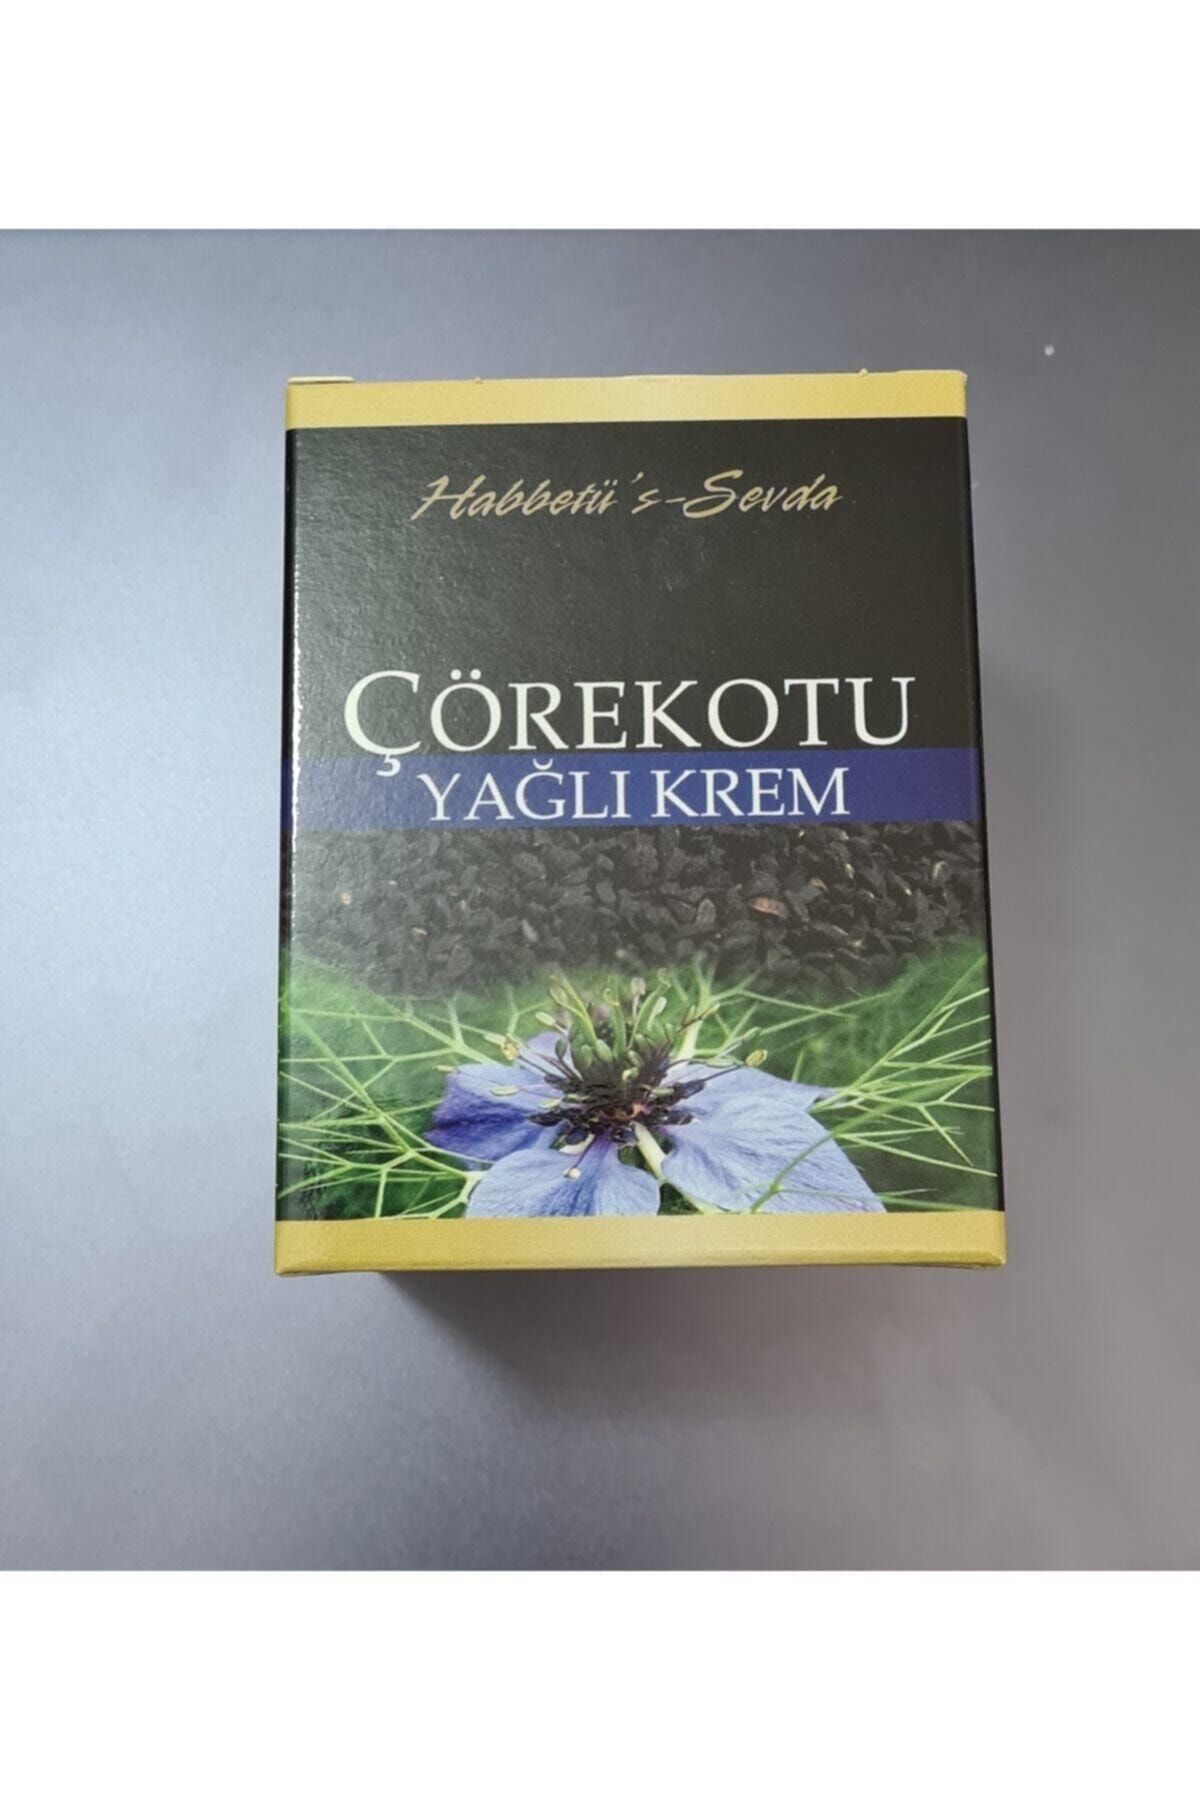 Habbetü's-Sevda
ÇÖREKOTU
YAĞLI KREM